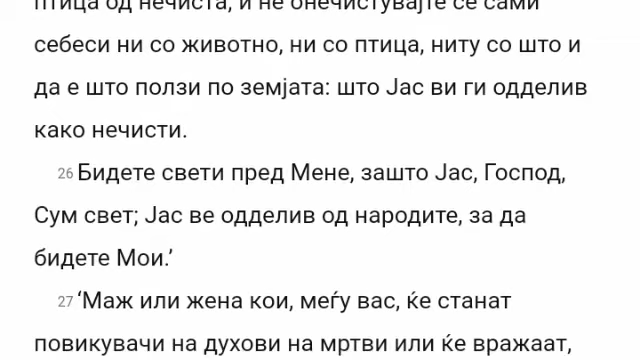 птица од нечиста, и не онечистувајте се сами
себеси ни со животно, ни со птица, ниту со што и
да е што ползи по земјата: што Јас ви ги одделив
како нечисти.
26 Бидете свети пред Мене, зашто Јас, Господ,
Сум свет; Јас ве одделив од народите, за да
бидете Мои.’
27 ‘Маж или жена кои, меѓу вас, ќе станат
повикувачи на духови на мртви или ќе вражаат,